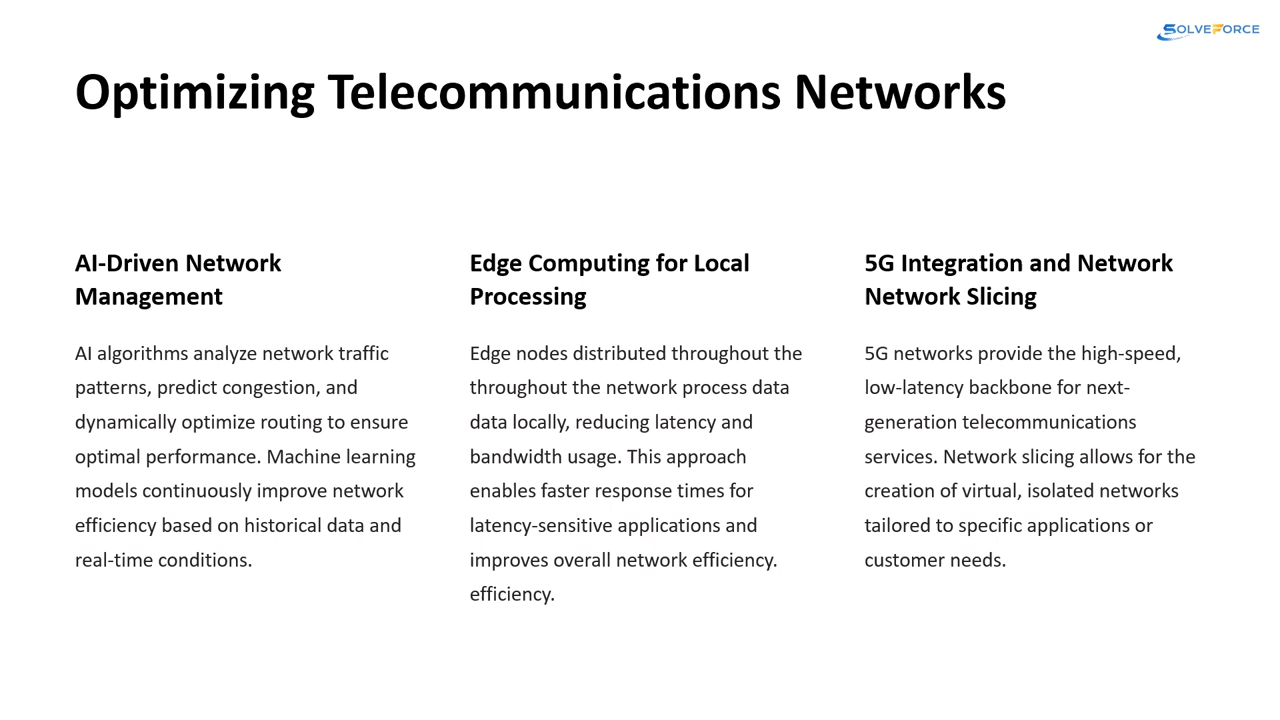 SOLVEFORCE
Optimizing Telecommunications Networks
AI-Driven Network
Management
AI algorithms analyze network traffic
patterns, predict congestion, and
dynamically optimize routing to ensure
optimal performance. Machine learning
models continuously improve network
efficiency based on historical data and
real-time conditions.
Edge Computing for Local
Processing
Edge nodes distributed throughout the
throughout the network process data
data locally, reducing latency and
bandwidth usage. This approach
enables faster response times for
latency-sensitive applications and
improves overall network efficiency.
efficiency.
5G Integration and Network
Network Slicing
5G networks provide the high-speed,
low-latency backbone for next-
generation telecommunications
services. Network slicing allows for the
creation of virtual, isolated networks
tailored to specific applications or
customer needs.